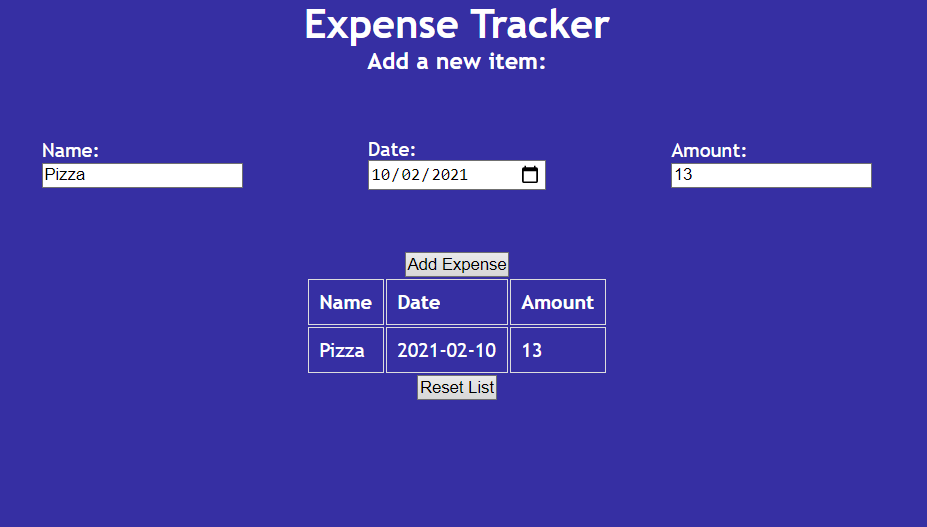 Expense Tracker
Add a new item:
Name: Date: Amount:
Pizza 10/02/2021 13
Add Expense
Name Date Amount
Pizza 2021-02-10 13
Reset List